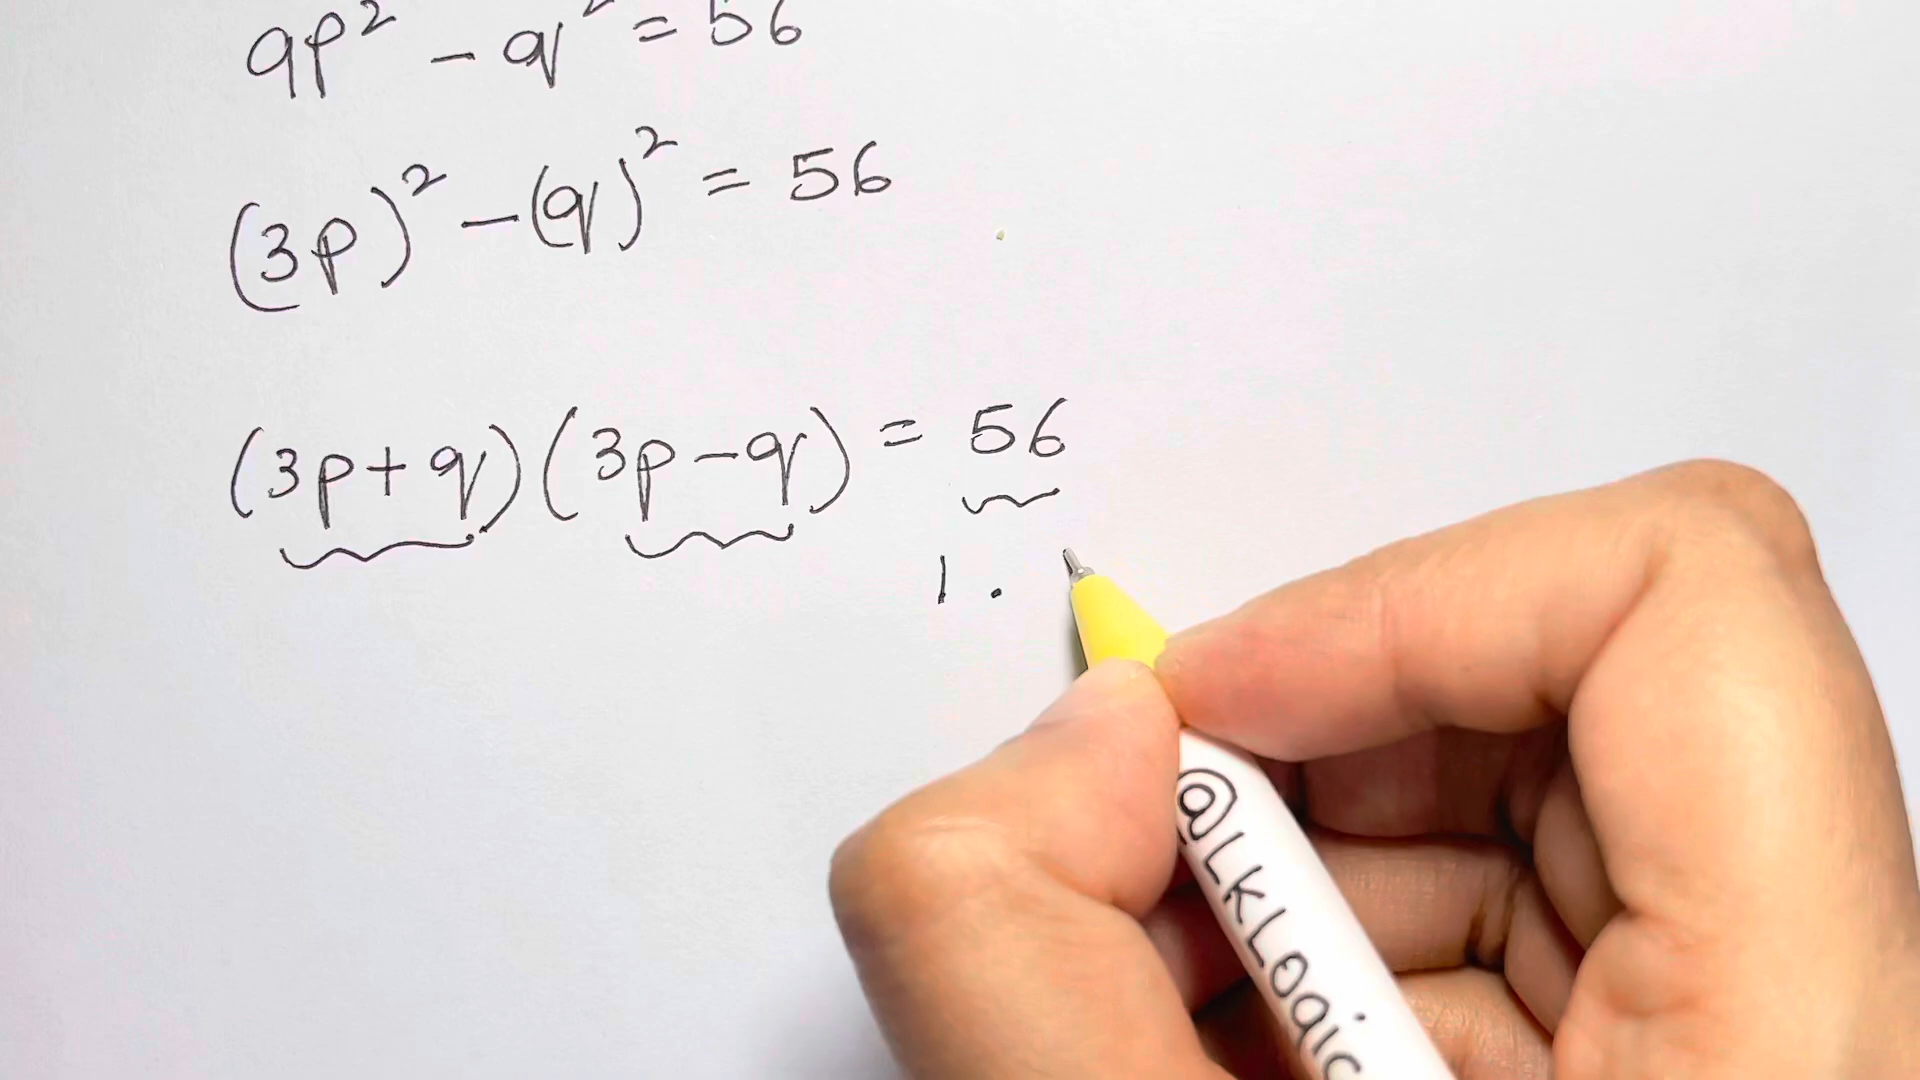 9p² - q² = 56
(3p)² - (q)² = 56
(3p+q)(3p-q) = 56
1 .
@LKLogic